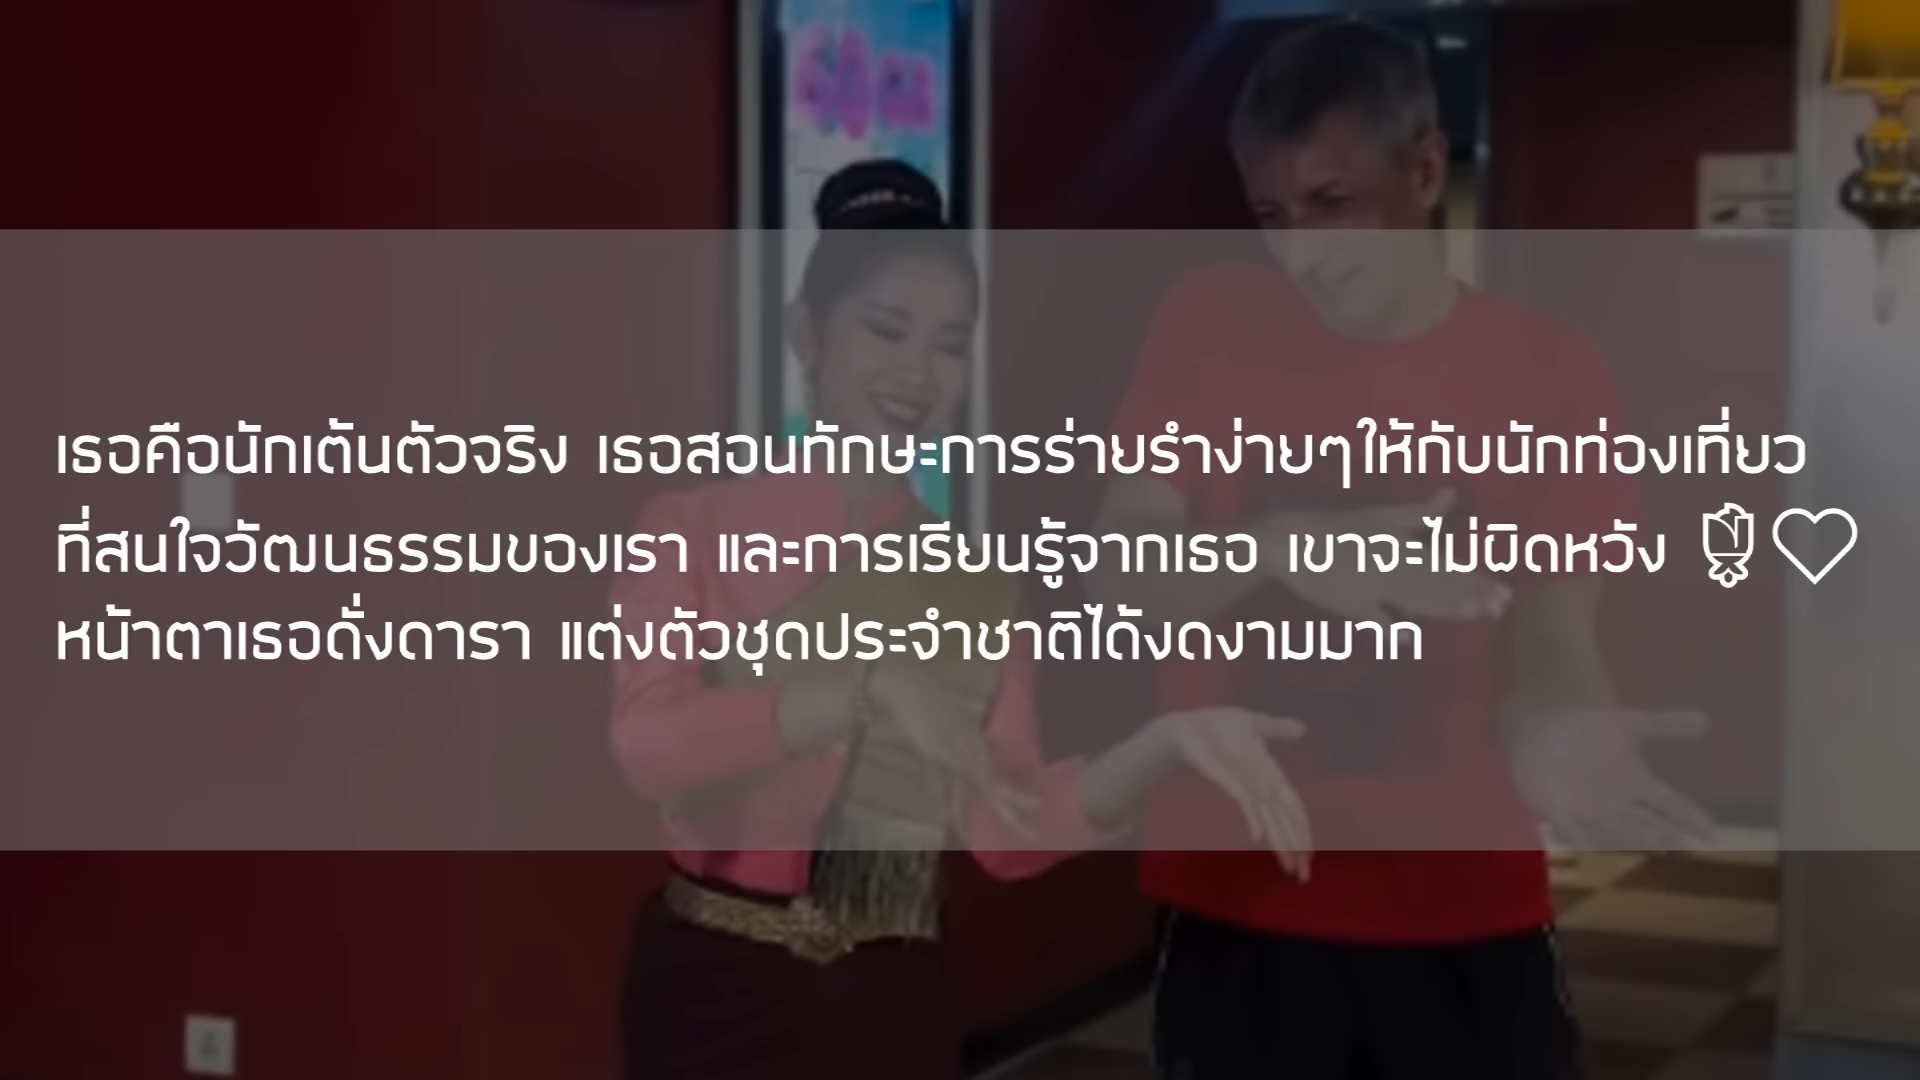 เธอคือนักเต้นตัวจริง เธอสอนทักษะการร่ายรำง่ายๆให้กับนักท่องเที่ยว
ที่สนใจวัฒนธรรมของเรา และการเรียนรู้จากเธอ เขาจะไม่ผิดหวัง 🌹♡
หน้าตาเธอดั่งดารา แต่งตัวชุดประจำชาติได้งดงามมาก